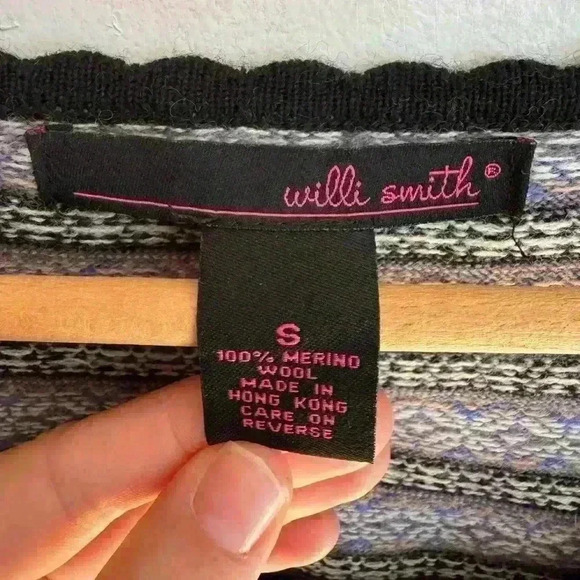 willi smith®
S
100% MERINO
WOOL
MADE IN
HONG KONG
CARE ON
REVERSE